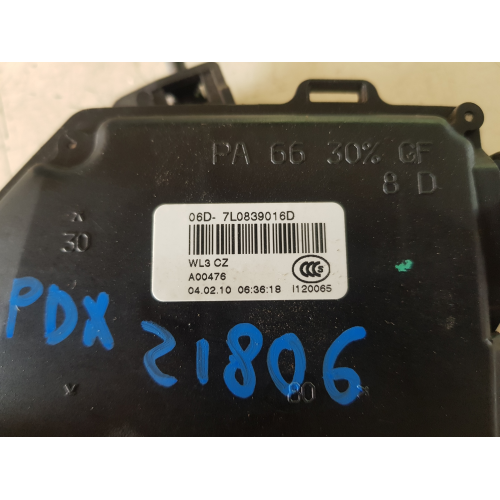 PA 66 30% GF
8 D
06D- 7L0839016D
30
WL3 CZ
A00476
CCC S
04.02.10 06:36:18 I120065
PDX 21806
80